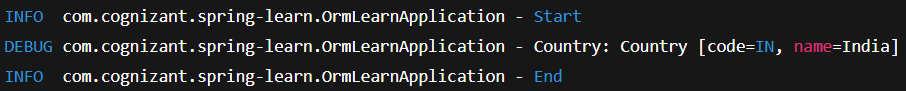 INFO  com.cognizant.spring-learn.OrmLearnApplication - Start
DEBUG com.cognizant.spring-learn.OrmLearnApplication - Country: Country [code=IN, name=India]
INFO  com.cognizant.spring-learn.OrmLearnApplication - End